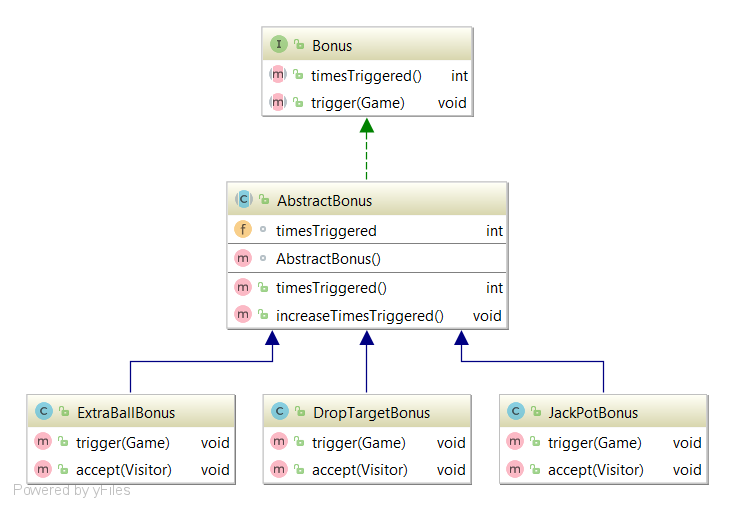 I Bonus
m timesTriggered() int
m trigger(Game) void
C AbstractBonus
f timesTriggered int
m AbstractBonus()
m timesTriggered() int
m increaseTimesTriggered() void
C ExtraBallBonus
m trigger(Game) void
m accept(Visitor) void
C DropTargetBonus
m trigger(Game) void
m accept(Visitor) void
C JackPotBonus
m trigger(Game) void
m accept(Visitor) void
Powered by yFiles